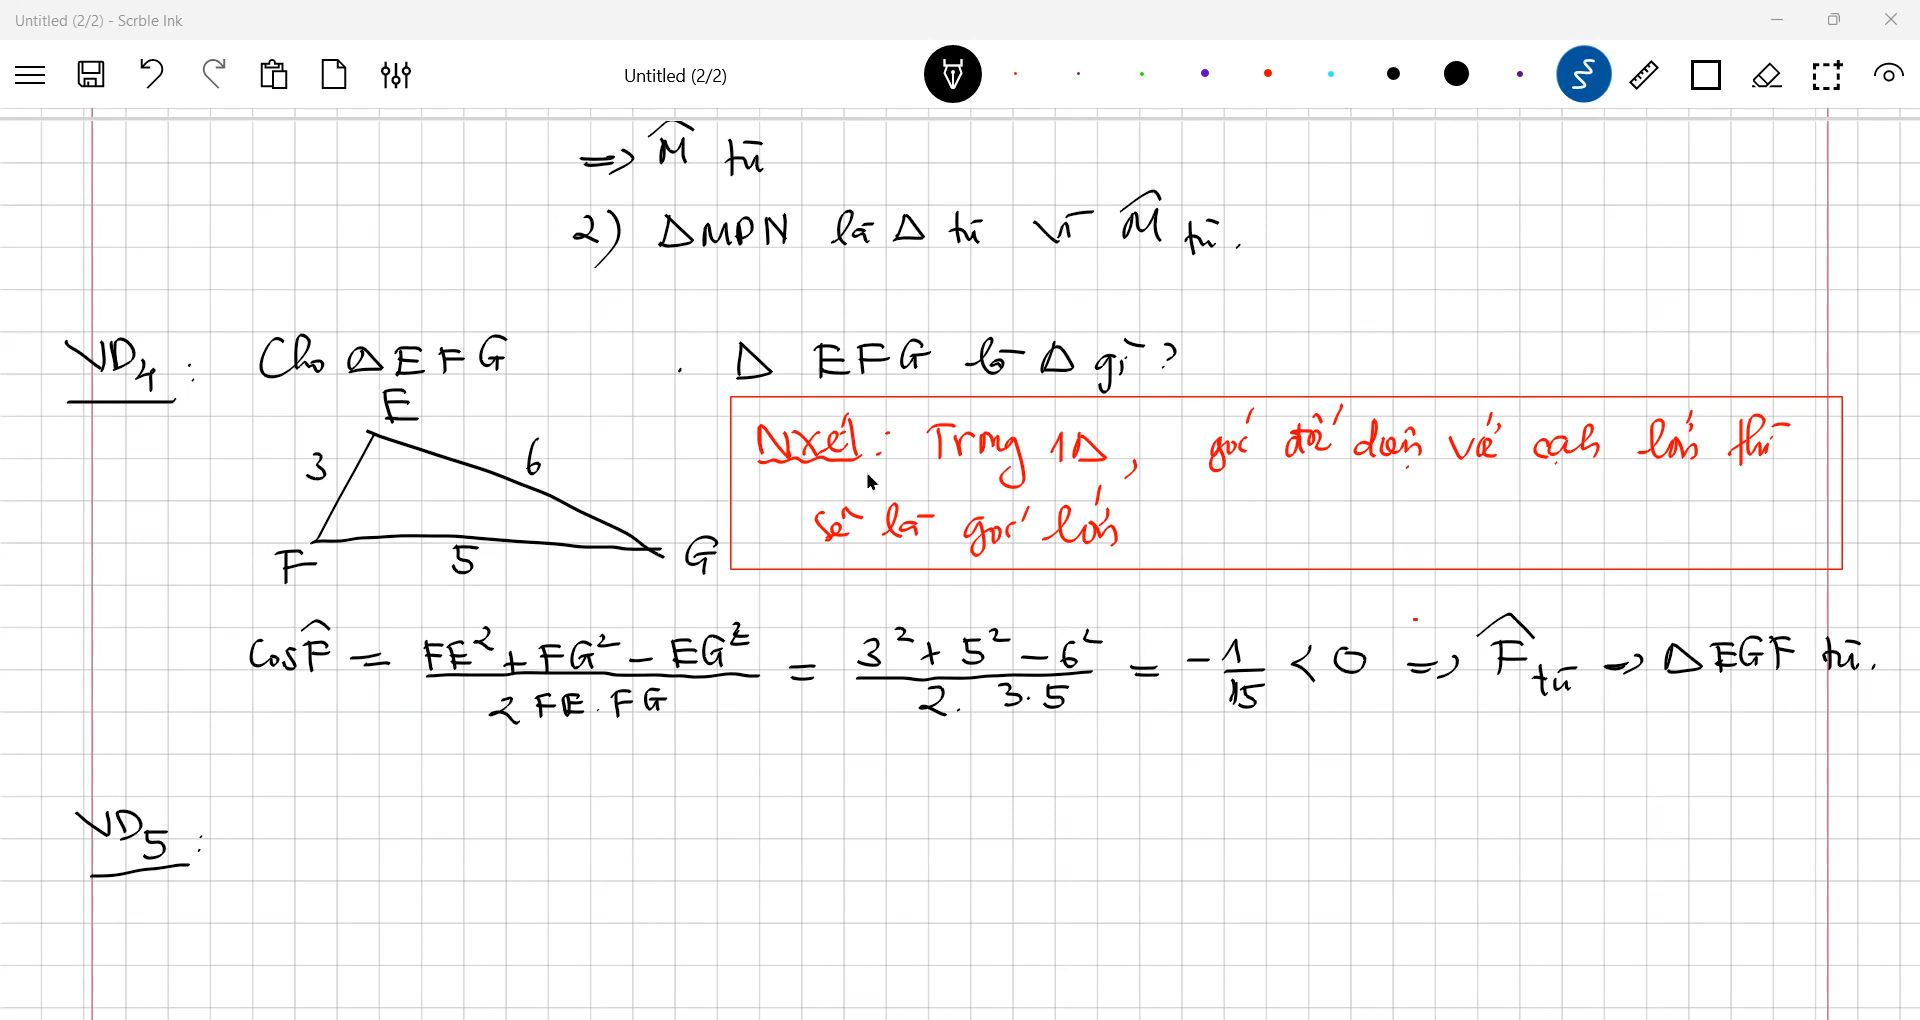 Untitled (2/2) - Scrble Ink
Untitled (2/2)
=> M̂ tù
2) ΔMPN là Δ tù vì M̂ tù.
VD4: Cho ΔEFG . Δ EFG là Δ gì?
E
3
6
F
5
G
Nxét: Trong 1Δ, góc đối diện với cạnh lớn thì
sẽ là góc lớn
cosF̂ = (FE² + FG² - EG²)/(2 FE . FG) = (3² + 5² - 6²)/(2. 3.5) = -1/15 < 0 => F̂ tù => ΔEGF tù.
VD5: